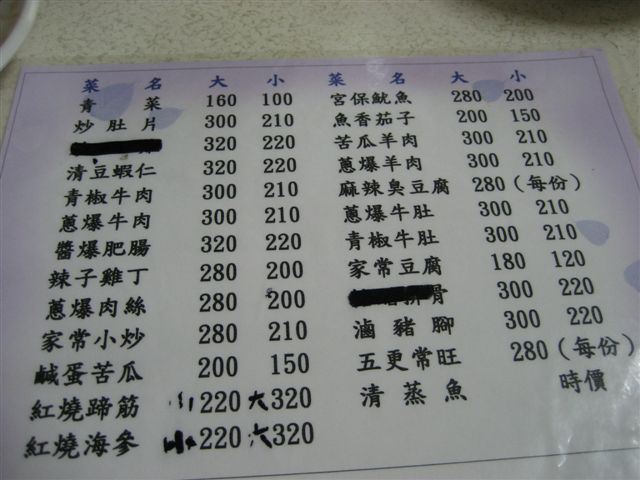 菜 名 大 小
青 菜 160 100
炒 肚 片 300 210
320 220
清豆蝦仁 320 220
青椒牛肉 300 210
蔥爆牛肉 300 210
醬爆肥腸 320 220
辣子雞丁 280 200
蔥爆肉絲 280 200
家常小炒 280 210
鹹蛋苦瓜 200 150
紅燒蹄筋 小220 大320
紅燒海參 小220 大320
菜 名 大 小
宮保魷魚 280 200
魚香茄子 200 150
苦瓜羊肉 300 210
蔥爆羊肉 300 210
麻辣臭豆腐 280(每份)
蔥爆牛肚 300 210
青椒牛肚 300 210
家常豆腐 180 120
骨 300 220
滷豬腳 300 220
五更常旺 280(每份)
清 蒸 魚 時價